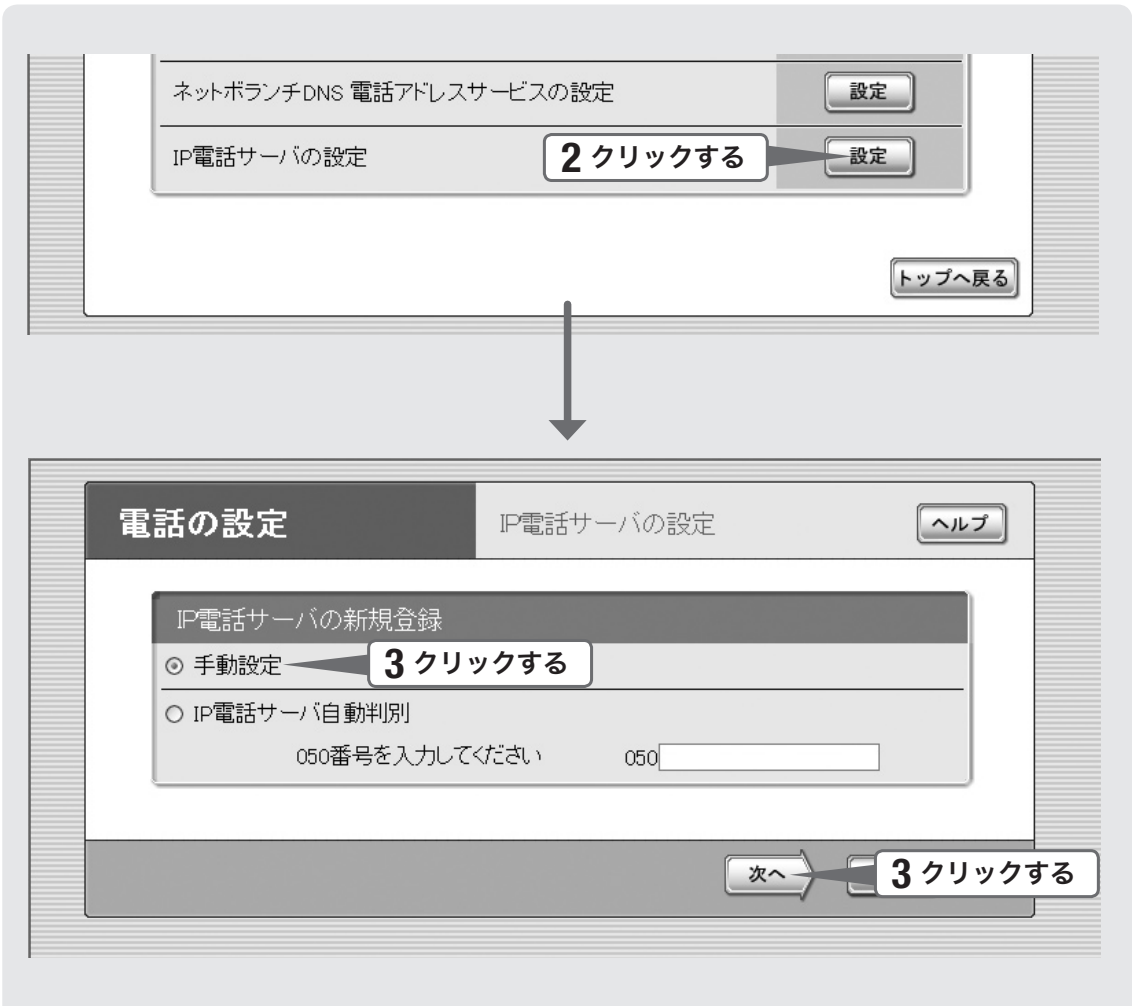 ネットボランチDNS 電話アドレスサービスの設定 設定
IP電話サーバの設定 2 クリックする 設定
トップへ戻る
電話の設定 IP電話サーバの設定 ヘルプ
IP電話サーバの新規登録
手動設定 3 クリックする
IP電話サーバ自動判別
050番号を入力してください 050
次へ 3 クリックする